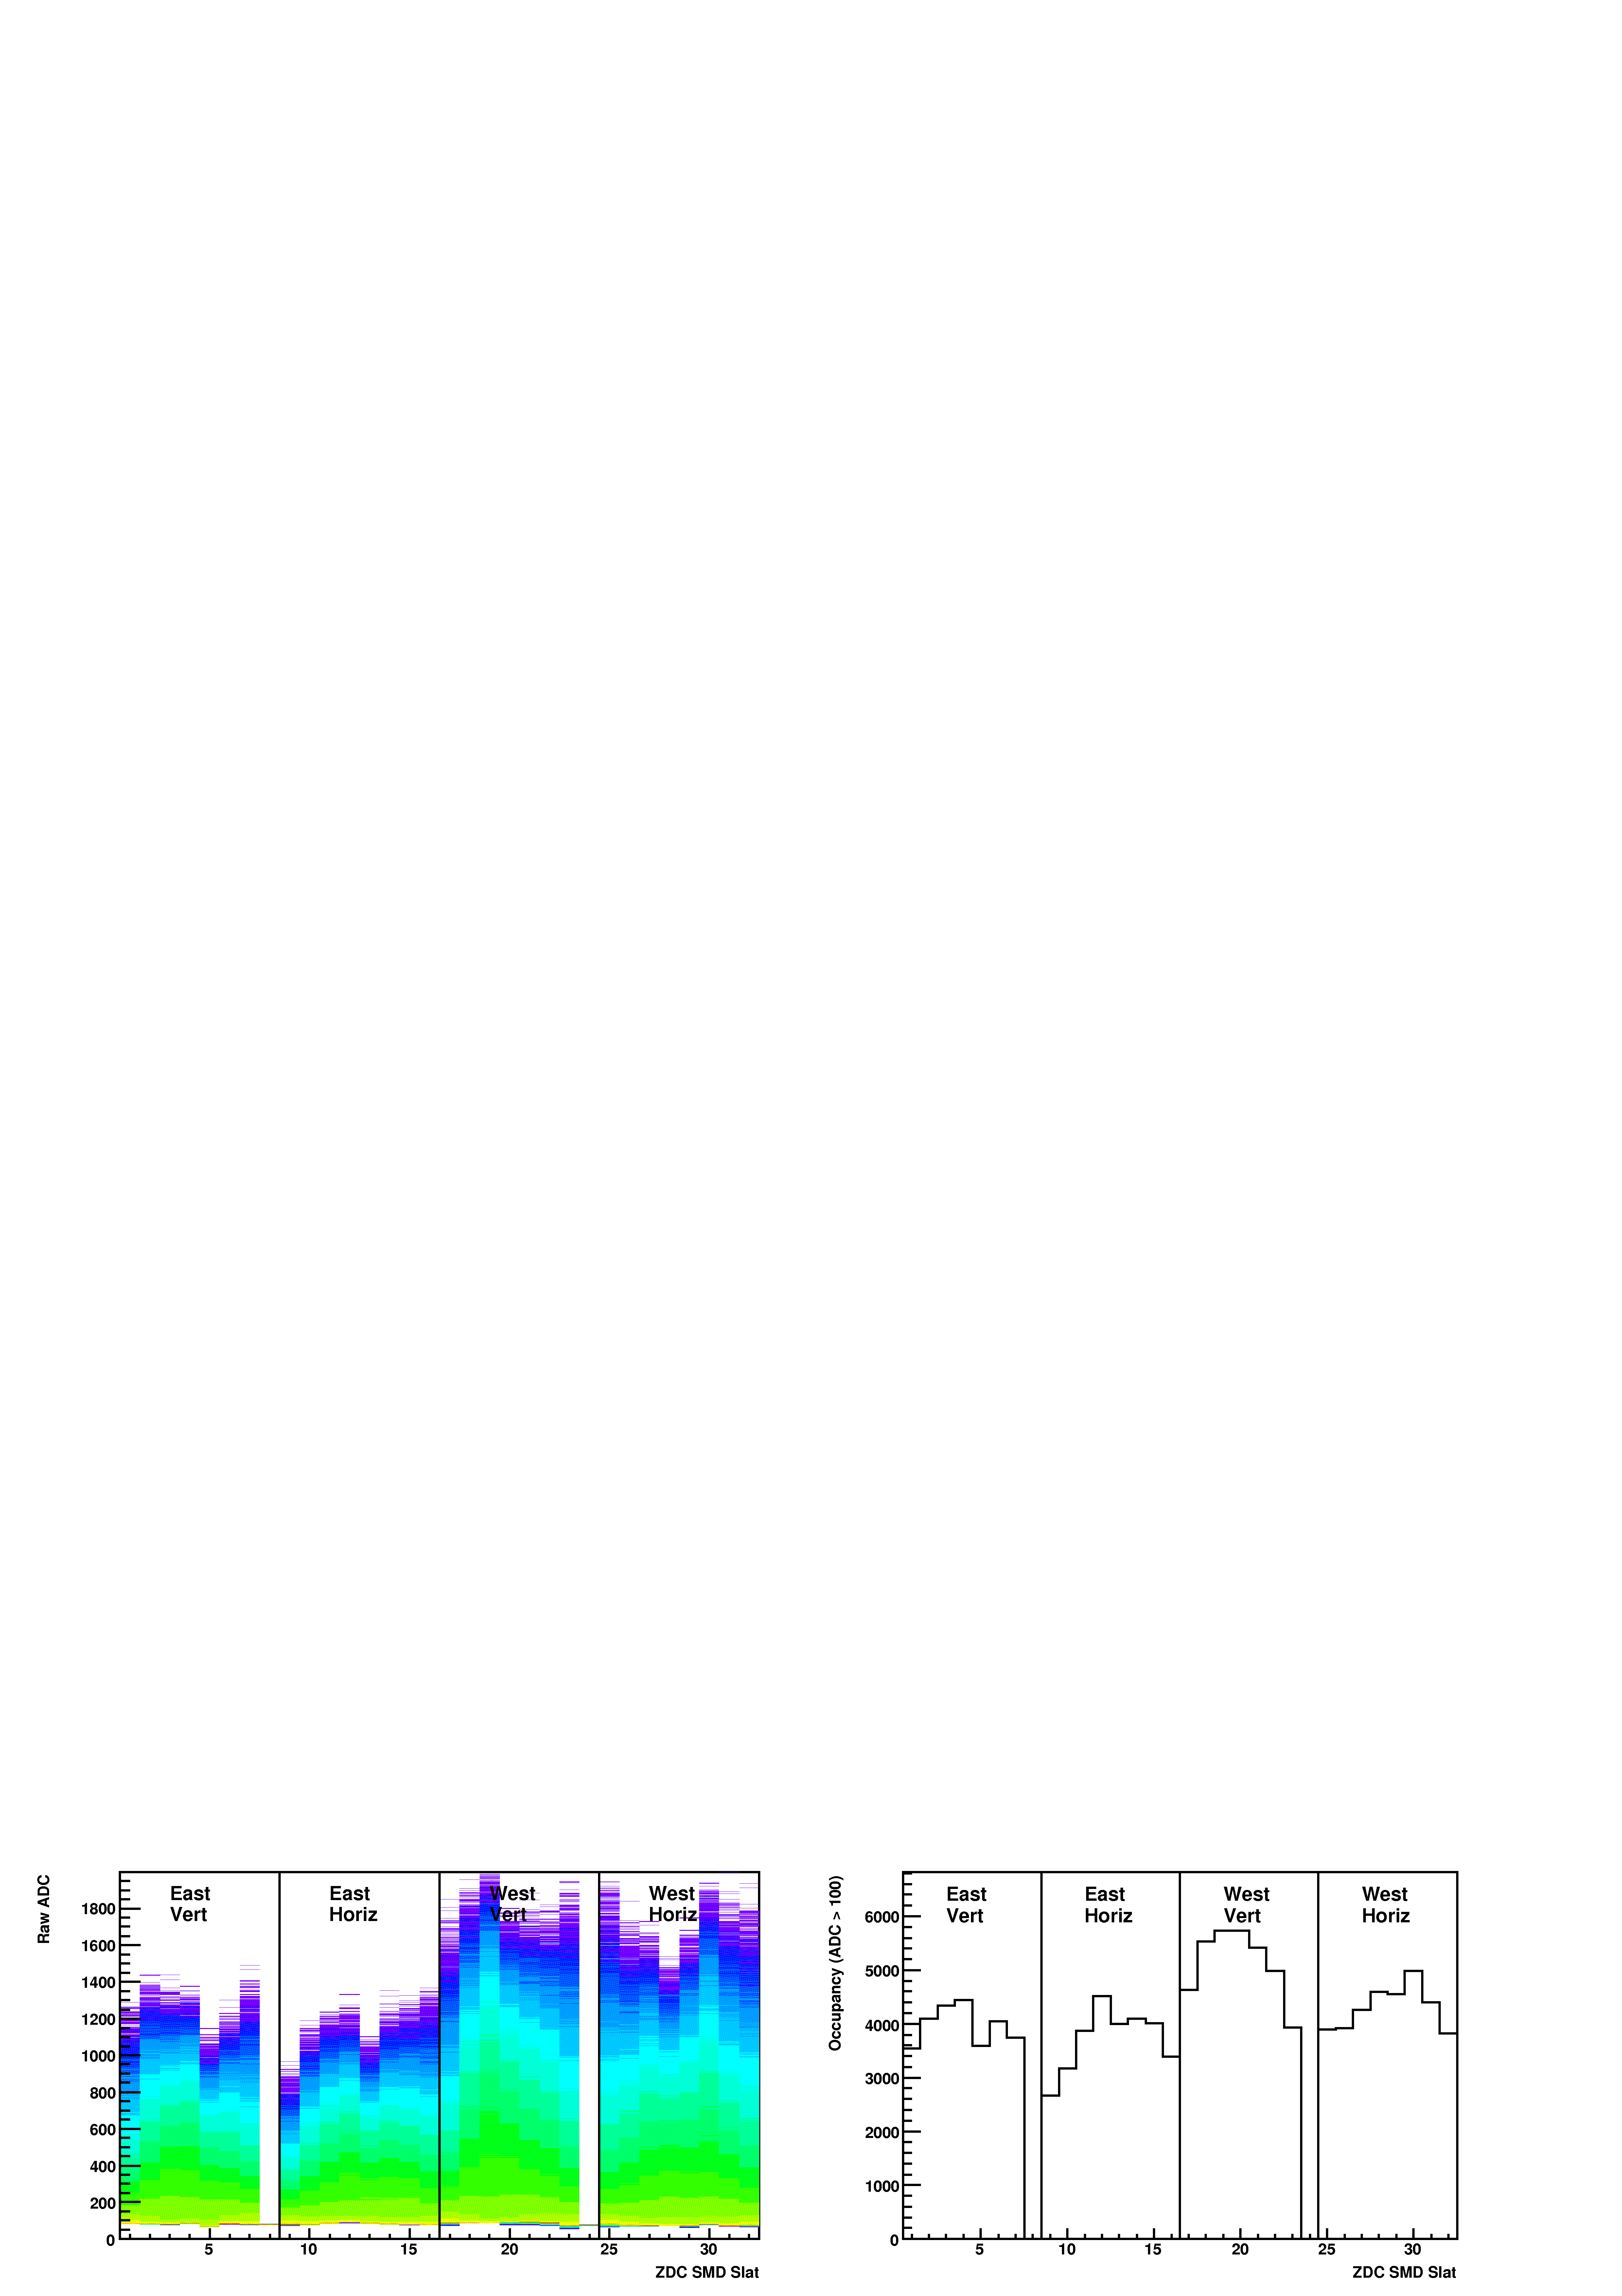 Raw ADC
East
Vert
East
Horiz
West
Vert
West
Horiz
1800
1600
1400
1200
1000
800
600
400
200
0
5 10 15 20 25 30
ZDC SMD Slat
Occupancy (ADC > 100)
East
Vert
East
Horiz
West
Vert
West
Horiz
6000
5000
4000
3000
2000
1000
0
5 10 15 20 25 30
ZDC SMD Slat